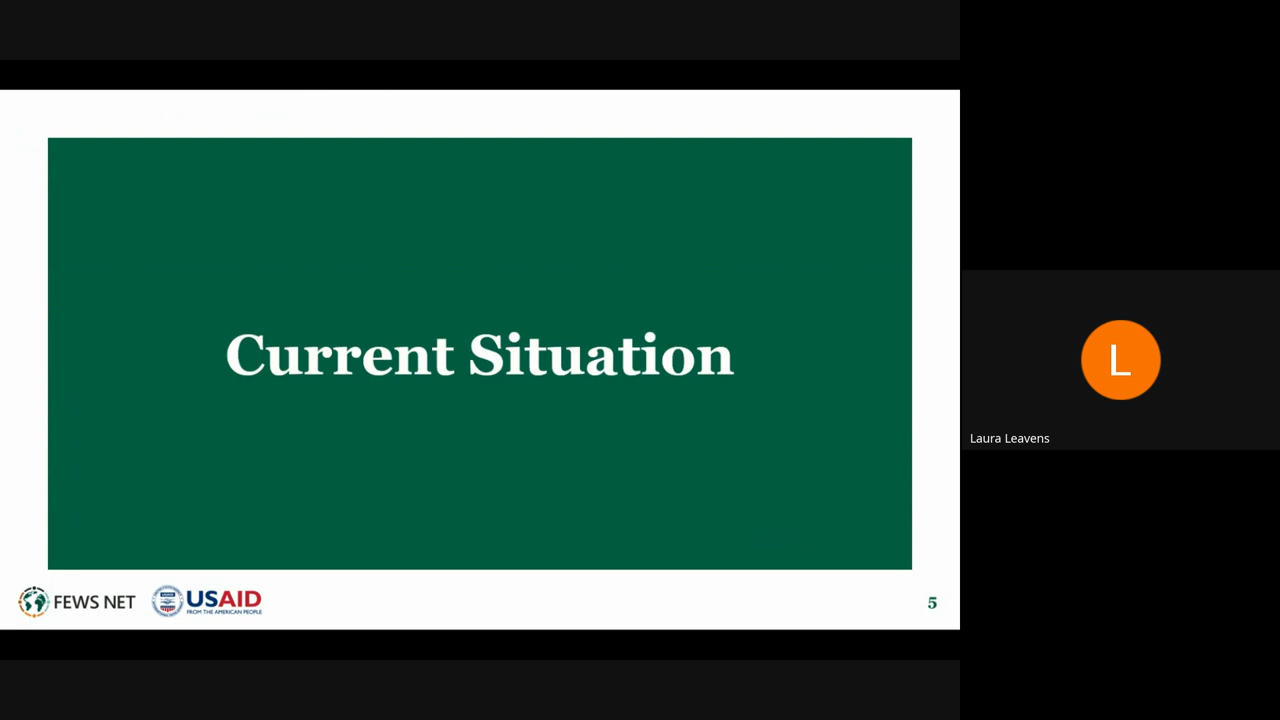 Current Situation
FEWS NET
USAID
FROM THE AMERICAN PEOPLE
5
L
Laura Leavens